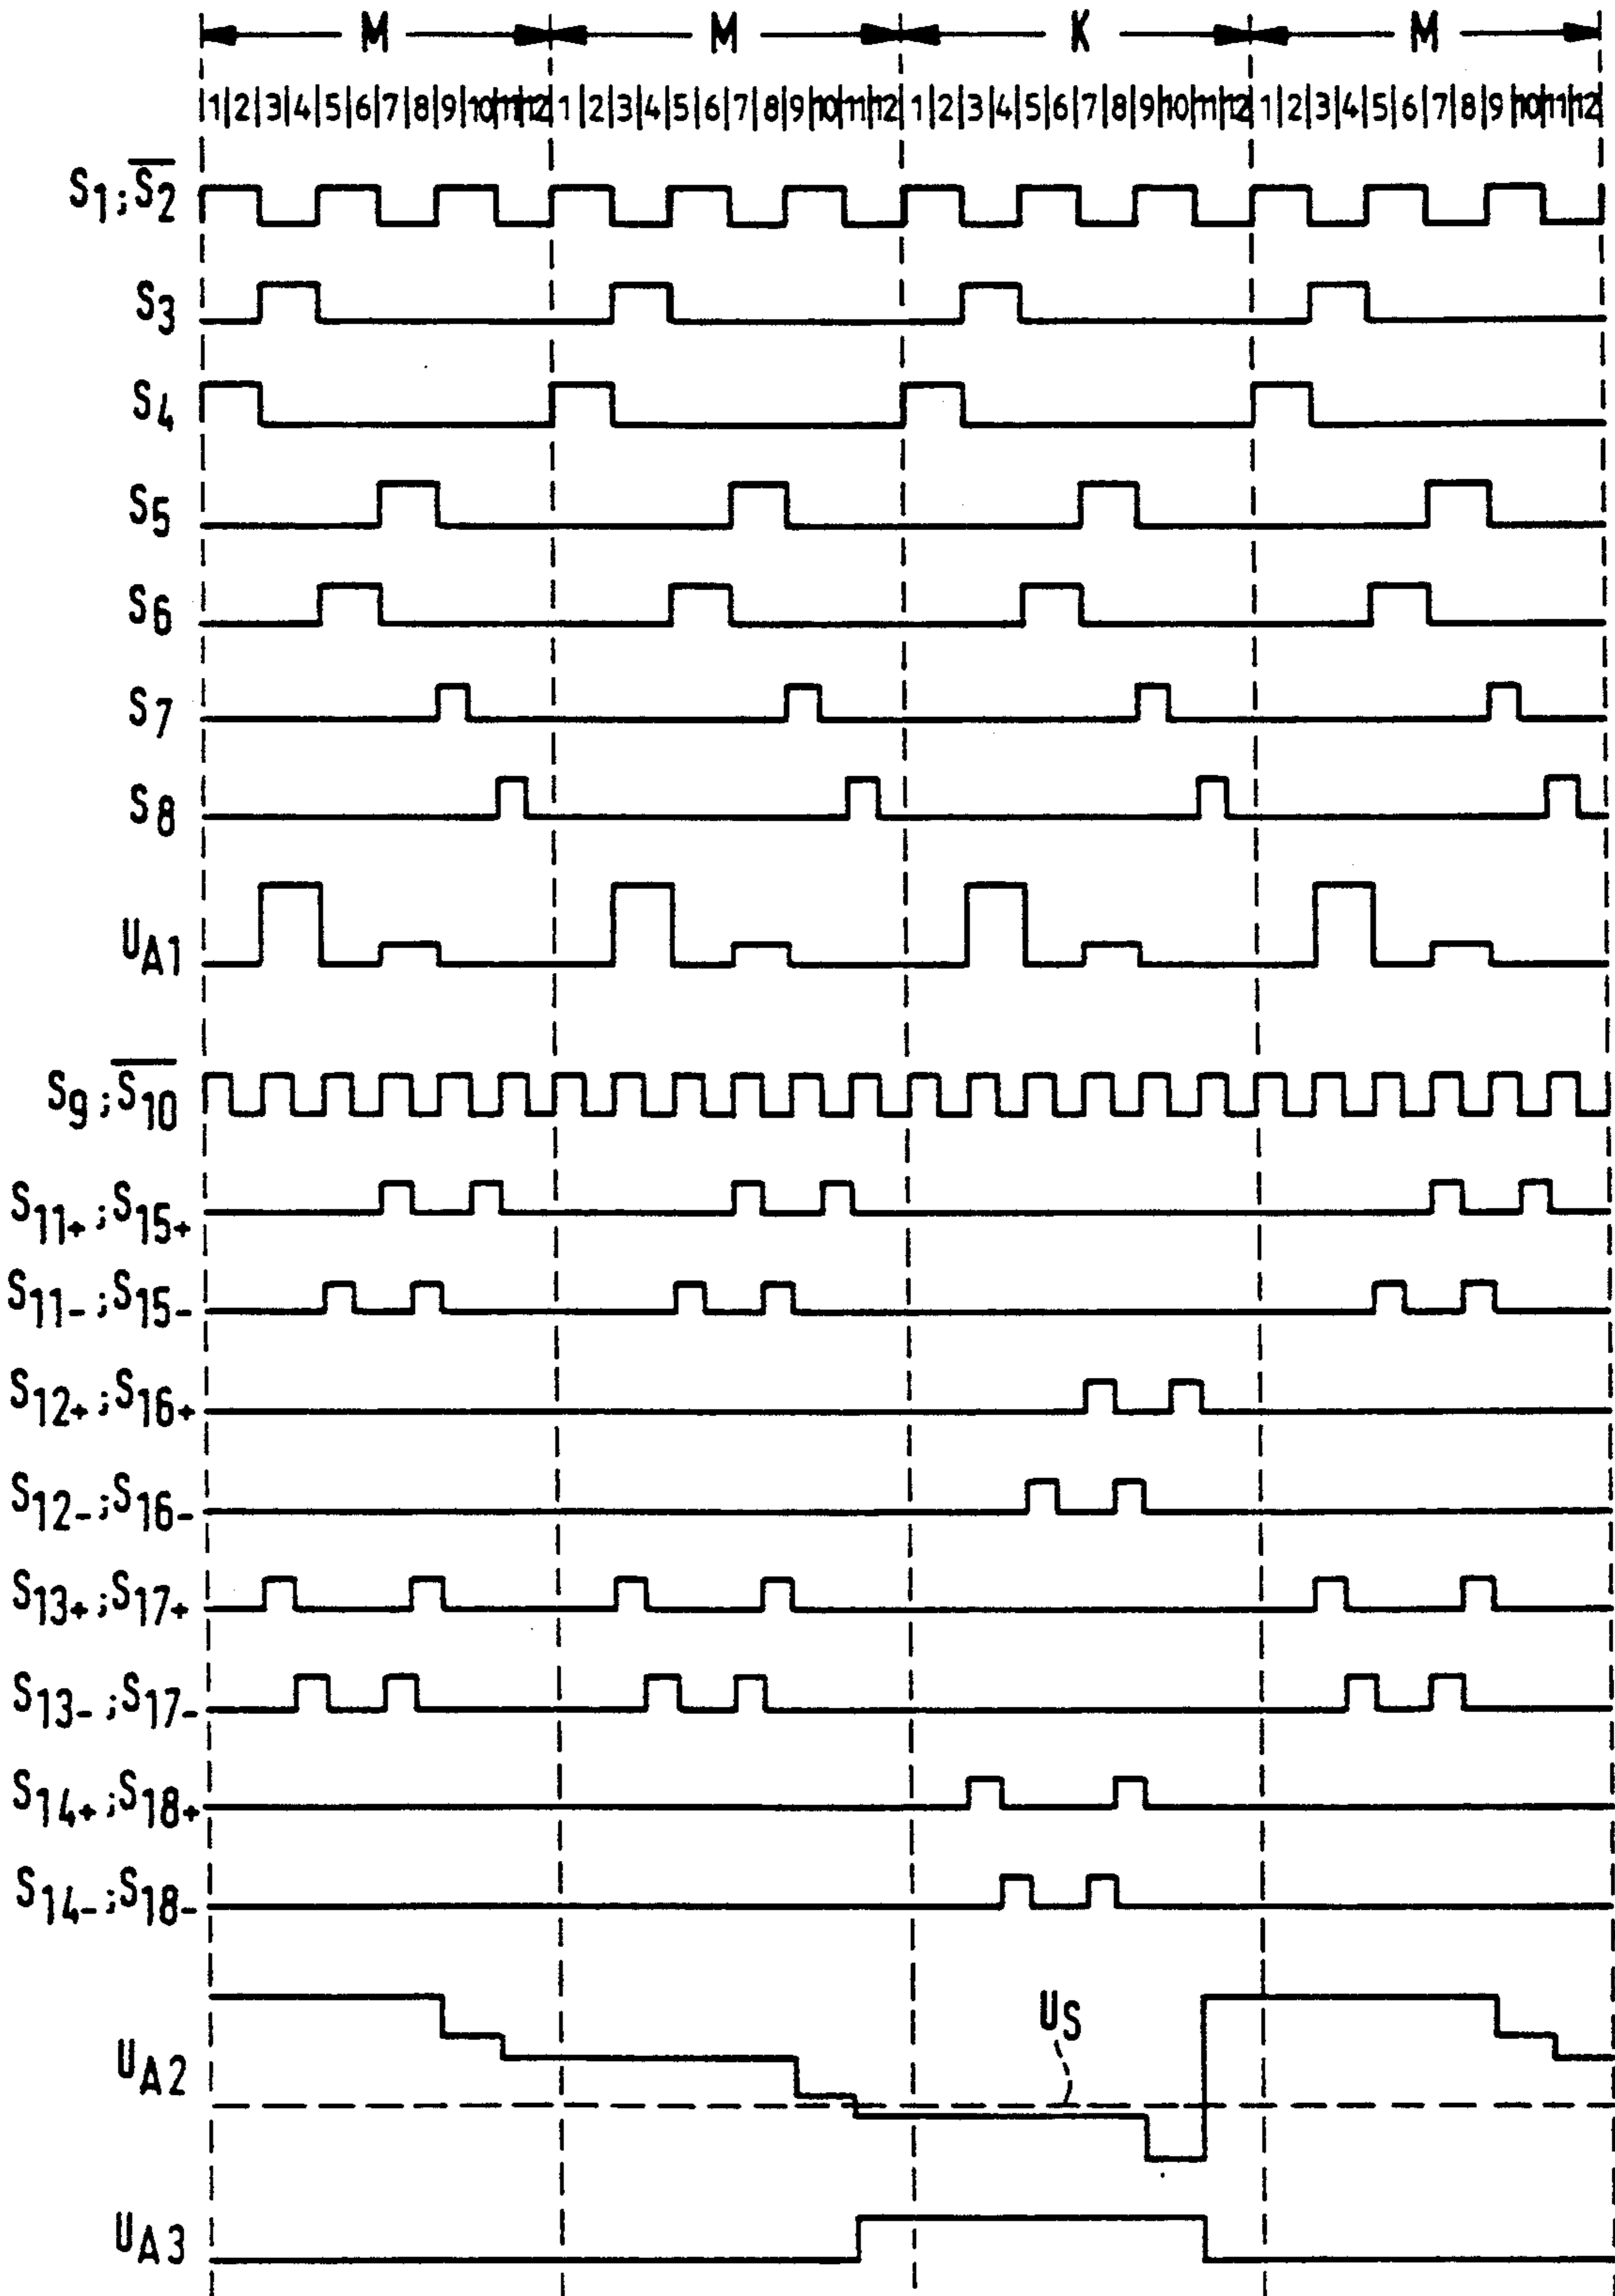 M M K M
1|2|3|4|5|6|7|8|9|10|11|12|1|2|3|4|5|6|7|8|9|10|11|12|1|2|3|4|5|6|7|8|9|10|11|12|1|2|3|4|5|6|7|8|9|10|11|12
S1;S̅2̅
S3
S4
S5
S6
S7
S8
UA1
S9;S̅1̅0̅
S11+;S15+
S11-;S15-
S12+;S16+
S12-;S16-
S13+;S17+
S13-;S17-
S14+;S18+
S14-;S18-
US
UA2
UA3